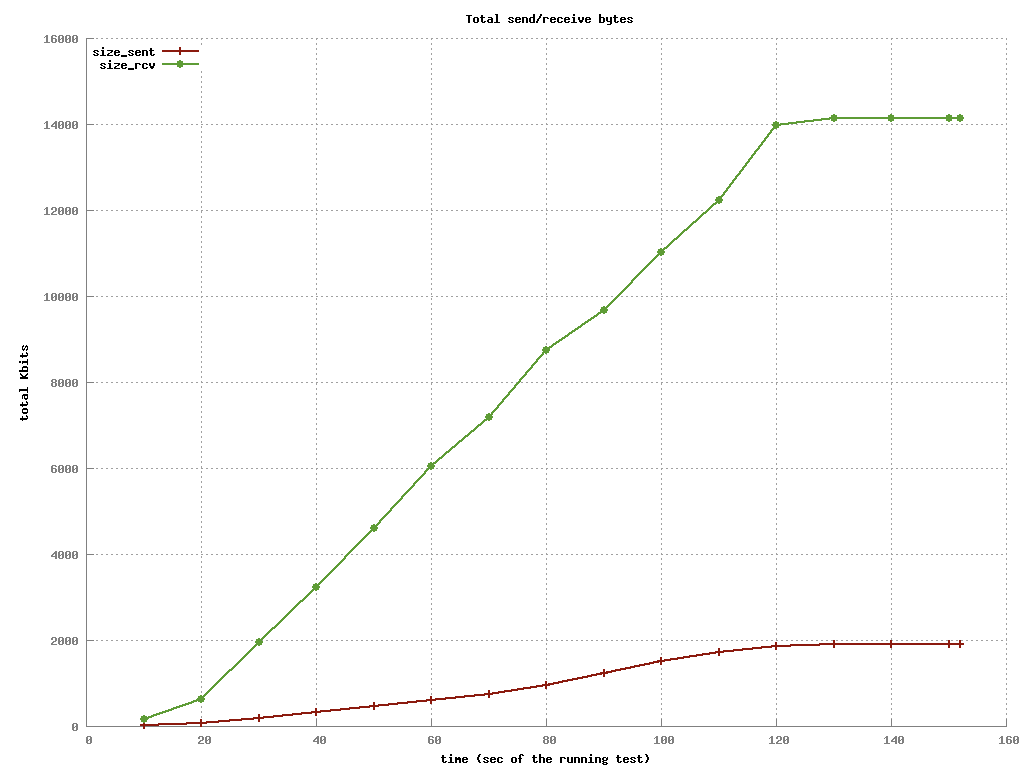 Total send/receive bytes
16000
size_sent
size_rcv
14000
12000
10000
total Kbits
8000
6000
4000
2000
0
0 20 40 60 80 100 120 140 160
time (sec of the running test)